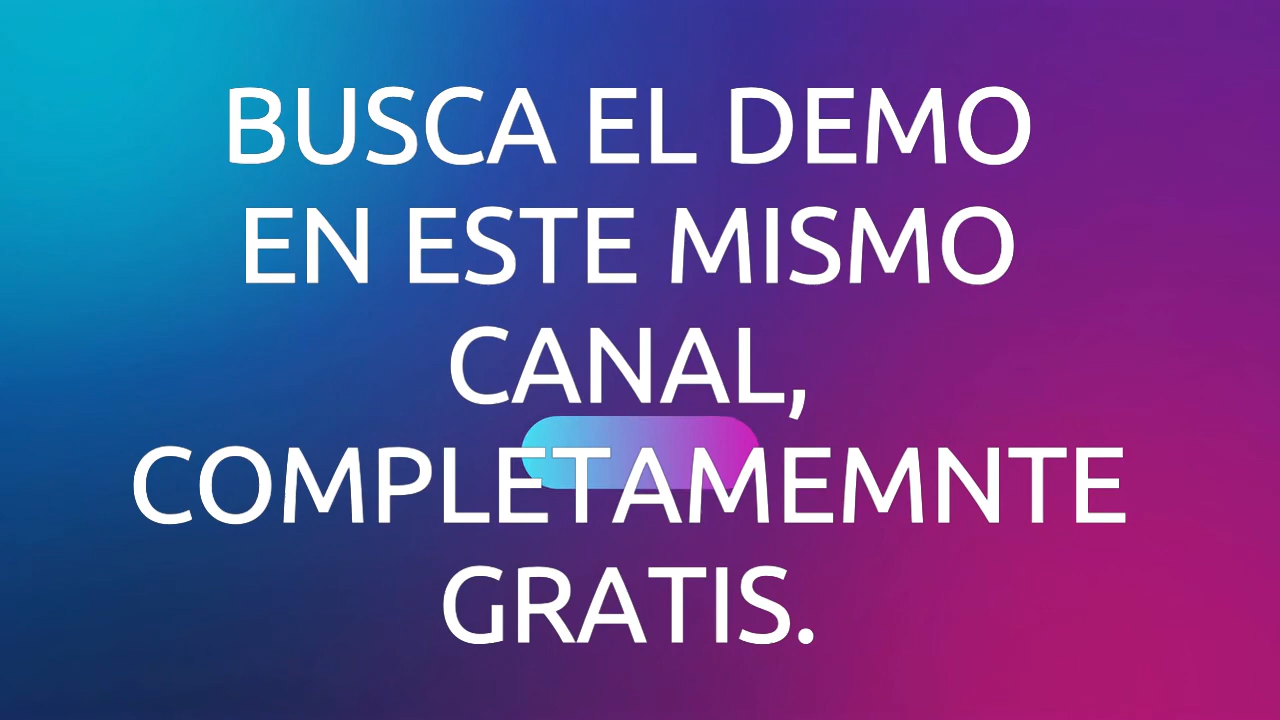 BUSCA EL DEMO
EN ESTE MISMO
CANAL,
COMPLETAMEMNTE
GRATIS.